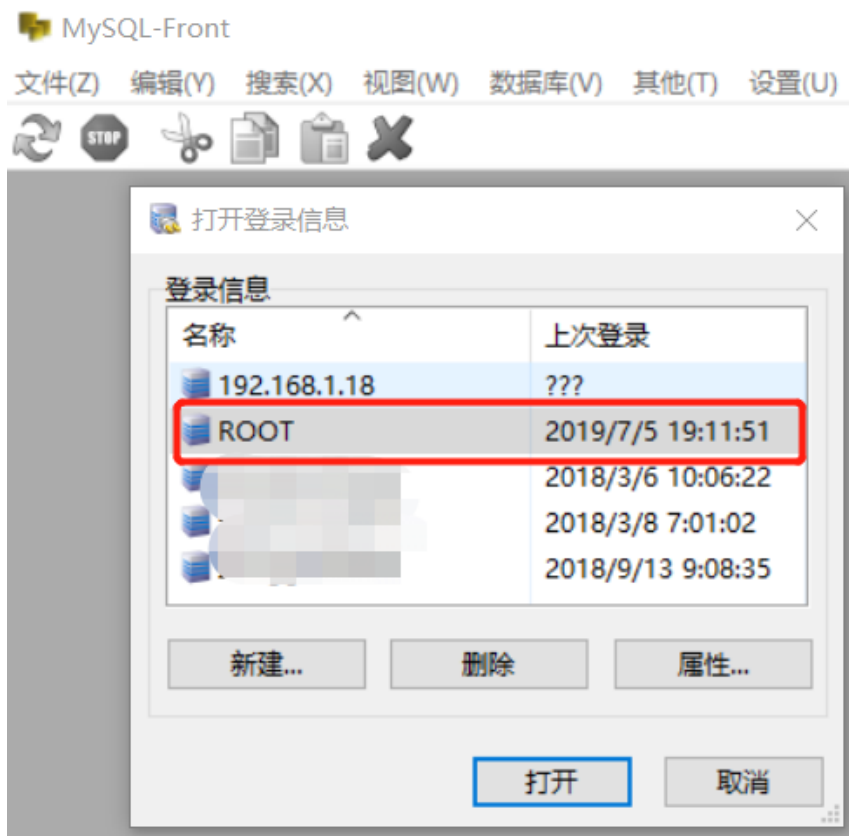 MySQL-Front
文件(Z) 编辑(Y) 搜索(X) 视图(W) 数据库(V) 其他(T) 设置(U)
STOP
打开登录信息
登录信息
名称 上次登录
192.168.1.18 ???
ROOT 2019/7/5 19:11:51
2018/3/6 10:06:22
2018/3/8 7:01:02
2018/9/13 9:08:35
新建... 删除 属性...
打开 取消